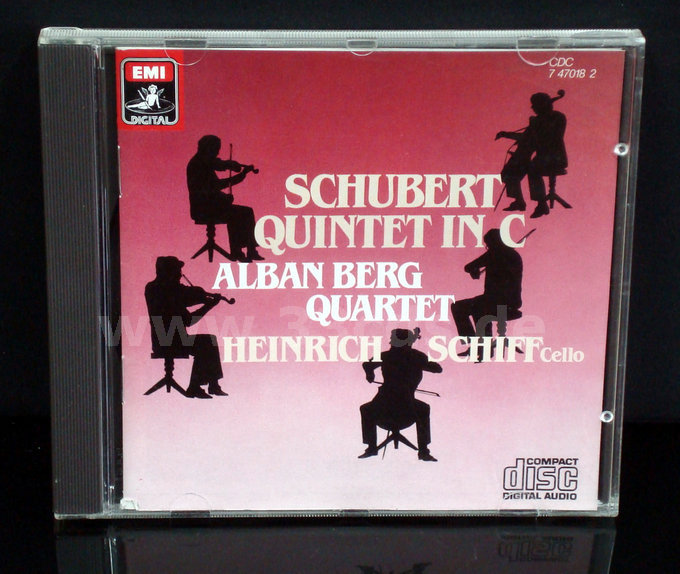 EMI
DIGITAL
CDC
7 47018 2
SCHUBERT
QUINTET IN C
ALBAN BERG
QUARTET
HEINRICH SCHIFF Cello
COMPACT
disc
DIGITAL AUDIO